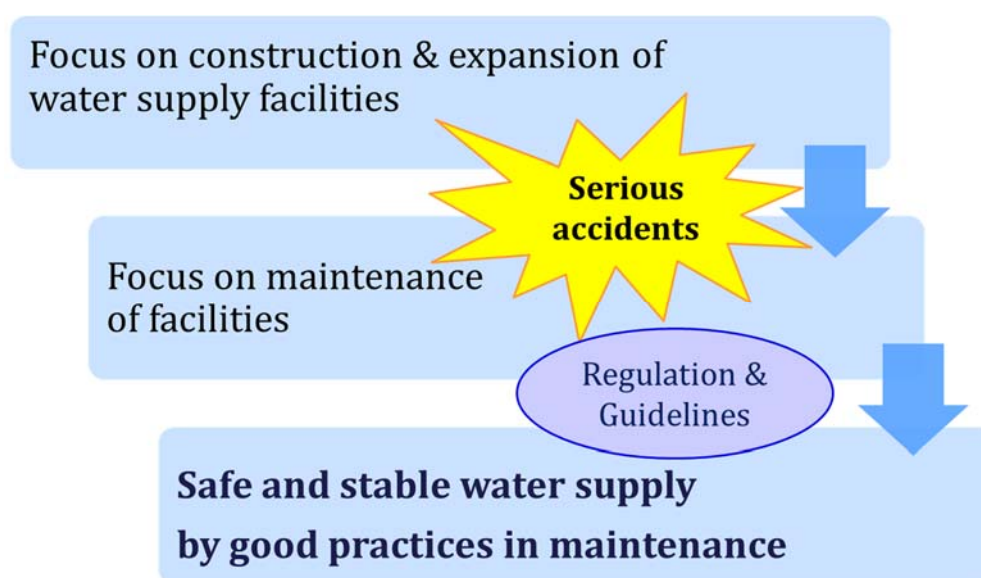 Focus on construction & expansion of
water supply facilities
Serious
accidents
Focus on maintenance
of facilities
Regulation &
Guidelines
Safe and stable water supply
by good practices in maintenance